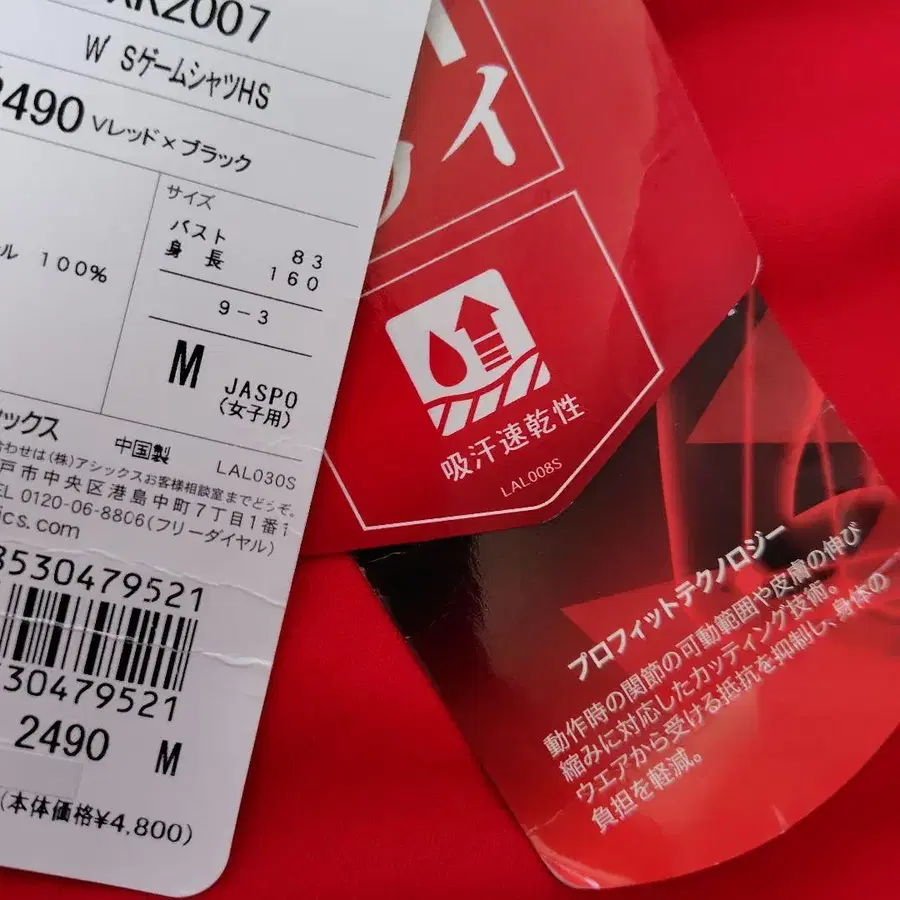 2007
W' SゲームシャツHS
2490 Vレッド×ブラック
サイズ
バスト 83
身長 160
ル 100%
9-3
M
JASPO
(女子用)
ックス
中国製 LAL030S
合わせは(株)アシックスお客様相談室までどうぞ。
戸市中央区港島中町7丁目1番1
EL 0120-06-8806(フリーダイヤル)
ics.com
8530479521
530479521
2490 M
(本体価格¥4,800)
ィ
吸汗速乾性
LAL008S
プロフィットテクノロジー
動作時の関節の可動範囲や皮膚の伸び
縮みに対応したカッティング技術。
ウエアから受ける抵抗を抑制し、身体の
負担を軽減。